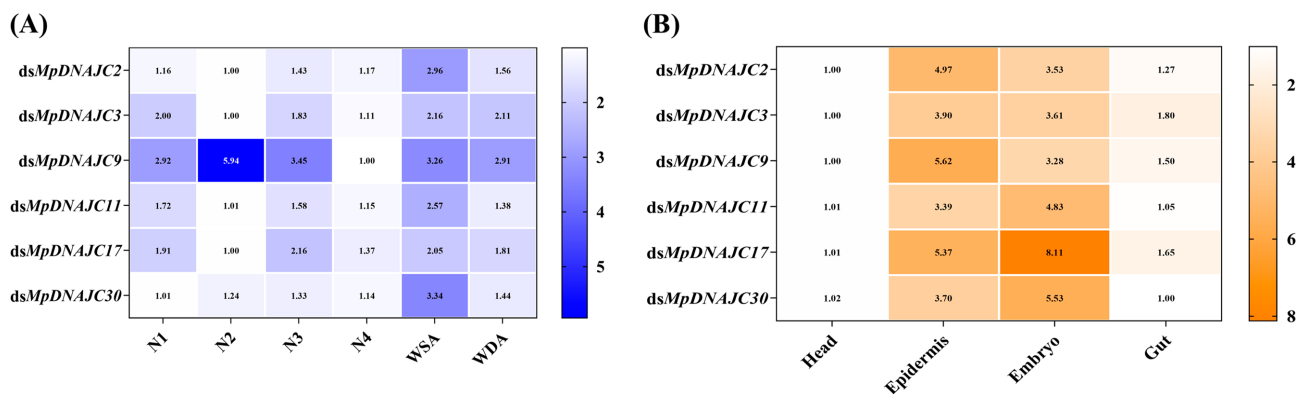 (A)
dsMpDNAJC2 1.16 1.00 1.43 1.17 2.96 1.56
dsMpDNAJC3 2.00 1.00 1.83 1.11 2.16 2.11
dsMpDNAJC9 2.92 5.94 3.45 1.00 3.26 2.91
dsMpDNAJC11 1.72 1.01 1.58 1.15 2.57 1.38
dsMpDNAJC17 1.91 1.00 2.16 1.37 2.05 1.81
dsMpDNAJC30 1.01 1.24 1.33 1.14 3.34 1.44
N1 N2 N3 N4 WSA WDA
2
3
4
5
(B)
dsMpDNAJC2 1.00 4.97 3.53 1.27
dsMpDNAJC3 1.00 3.90 3.61 1.80
dsMpDNAJC9 1.00 5.62 3.28 1.50
dsMpDNAJC11 1.01 3.39 4.83 1.05
dsMpDNAJC17 1.01 5.37 8.11 1.65
dsMpDNAJC30 1.02 3.70 5.53 1.00
Head Epidermis Embryo Gut
2
4
6
8